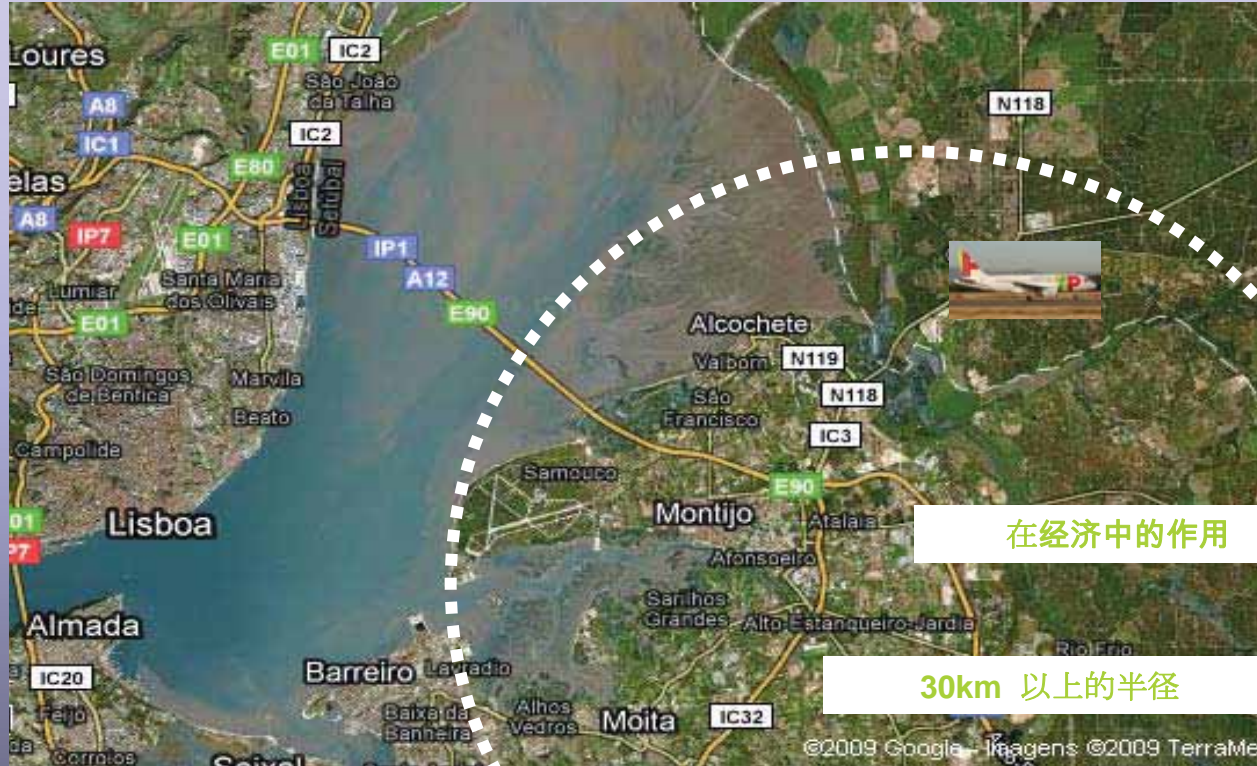 Loures
E01
IC2
São João
da Talha
A8
IC1
IC2
N118
E80
elas
Lisboa
Setubal
A8
IP7
E01
IP1
A12
Santa Maria
dos Olivais
Lumiar
E01
E90
Alcochete
Valbom
N119
São Domingos
de Benfica
Marvila
São
Francisco
N118
Beato
IC3
Campolide
Samouco
E90
01
Lisboa
Montijo
Atalaia
在经济中的作用
P7
Afonsoeiro
Sarilhos
Grandes
Alto-Estanqueiro-Jardia
Almada
Rio Frio
Barreiro
Lavradio
IC20
30km 以上的半径
Feijó
Baixa da
Banheira
Alhos
Vedros
Moita
IC32
©2009 Google - Imagens ©2009 TerraMe
Corroios
Seixal